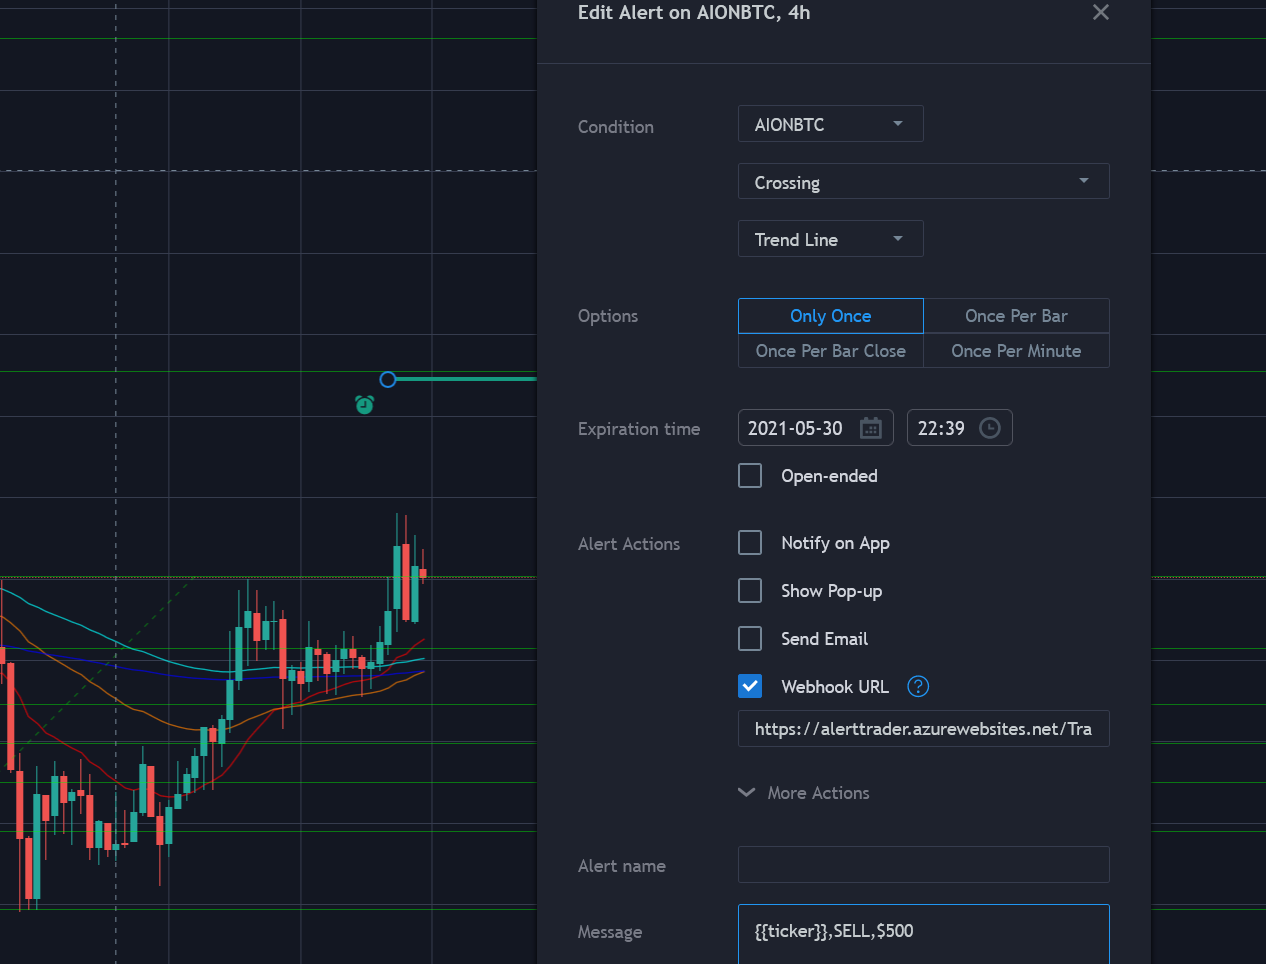 Edit Alert on AIONBTC, 4h
Condition
AIONBTC
Crossing
Trend Line
Options
Only Once
Once Per Bar
Once Per Bar Close
Once Per Minute
Expiration time
2021-05-30
22:39
Open-ended
Alert Actions
Notify on App
Show Pop-up
Send Email
Webhook URL ?
https://alerttrader.azurewebsites.net/Tra
More Actions
Alert name
Message
{{ticker}},SELL,$500